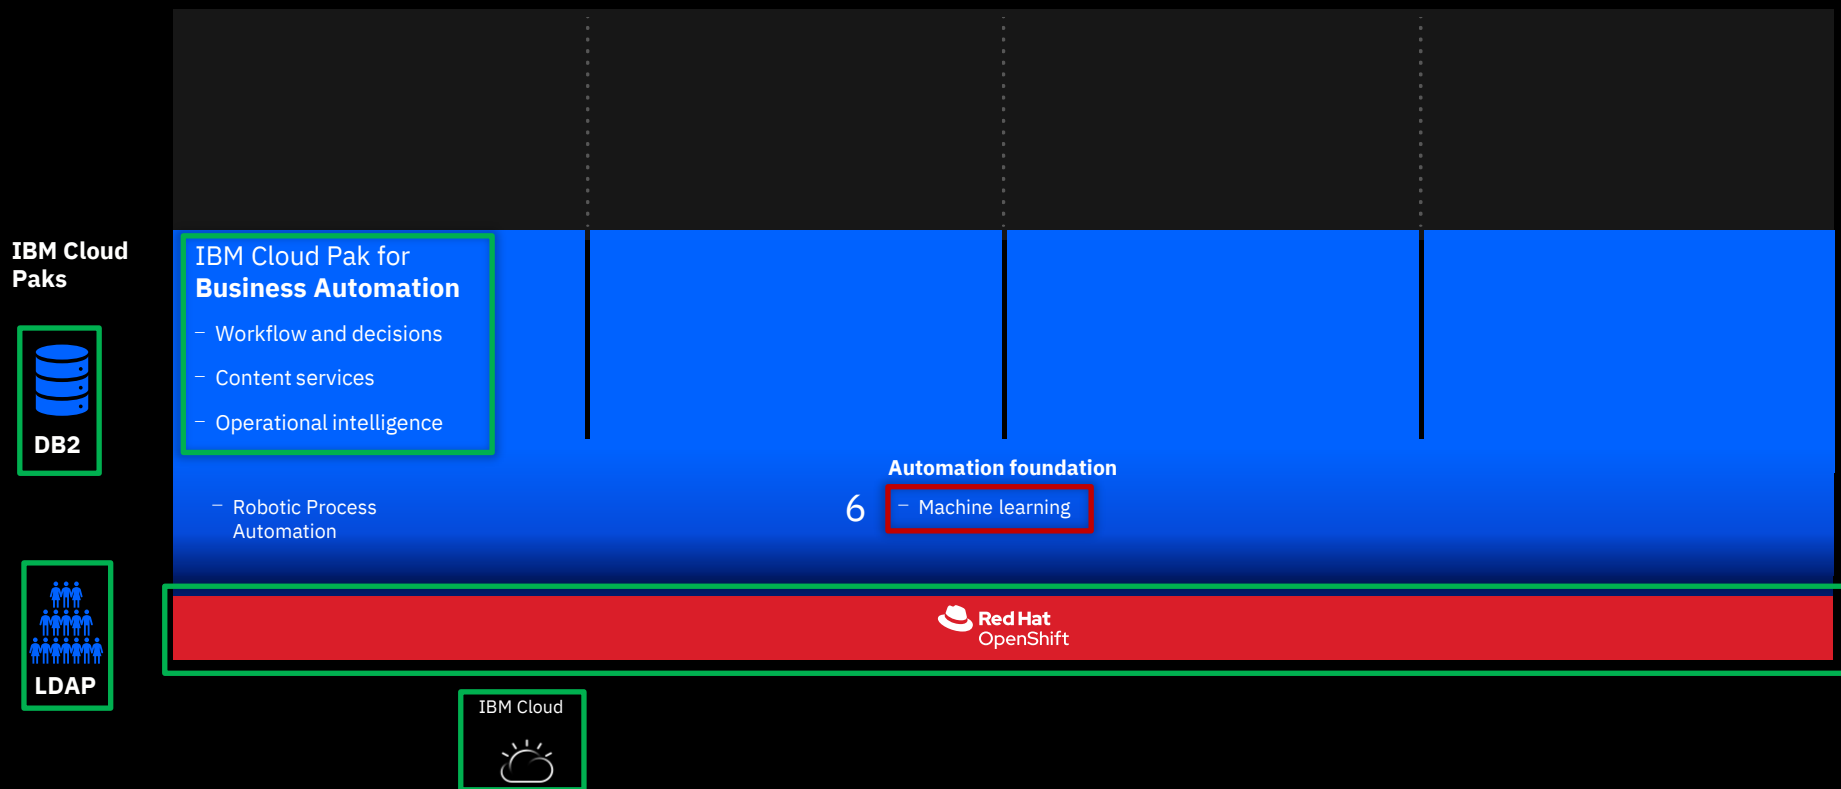 IBM Cloud
Paks
DB2
LDAP
IBM Cloud Pak for
Business Automation
– Workflow and decisions
– Content services
– Operational intelligence
– Robotic Process
Automation
Automation foundation
6
– Machine learning
Red Hat
OpenShift
IBM Cloud